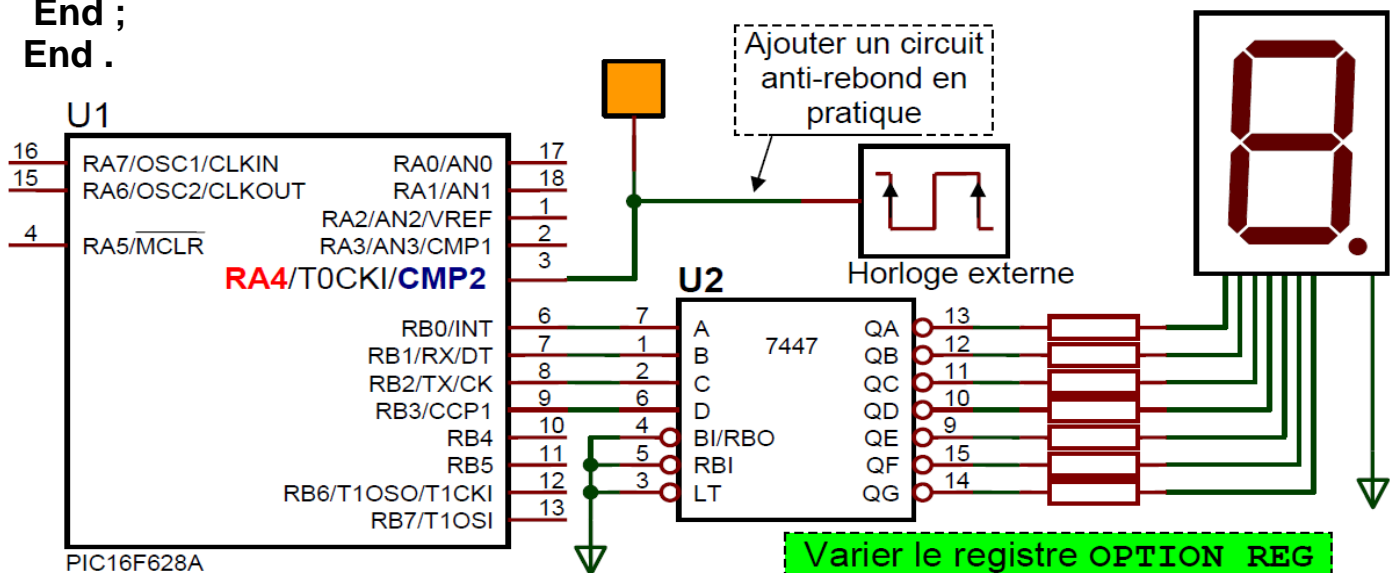 End ;
End .
Ajouter un circuit
anti-rebond en
pratique
U1
16 RA7/OSC1/CLKIN RA0/AN0 17
15 RA6/OSC2/CLKOUT RA1/AN1 18
RA2/AN2/VREF 1
4 RA5/MCLR RA3/AN3/CMP1 2
RA4/T0CKI/CMP2 3
Horloge externe
U2
RB0/INT 6
RB1/RX/DT 7
RB2/TX/CK 8
RB3/CCP1 9
RB4 10
RB5 11
RB6/T1OSO/T1CKI 12
RB7/T1OSI 13
PIC16F628A
7447
7 A QA 13
1 B QB 12
2 C QC 11
6 D QD 10
4 BI/RBO QE 9
5 RBI QF 15
3 LT QG 14
Varier le registre OPTION_REG